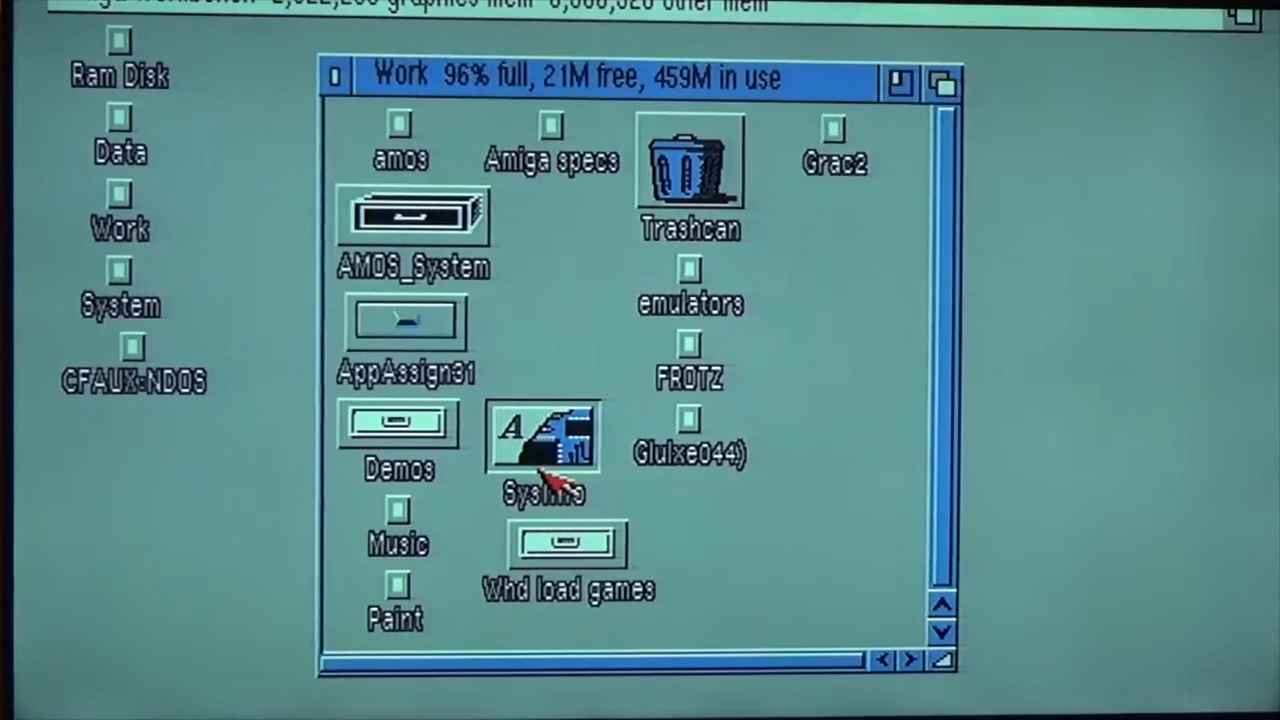 Work 96% full, 21M free, 459M in use
Ram Disk
Data
Work
System
CFAUX:NDOS
amos
Amiga specs
Grac2
Trashcan
AMOS_System
emulators
AppAssign31
FROTZ
A
Demos
Glulxe044)
SysInfo
Music
Whd load games
Paint